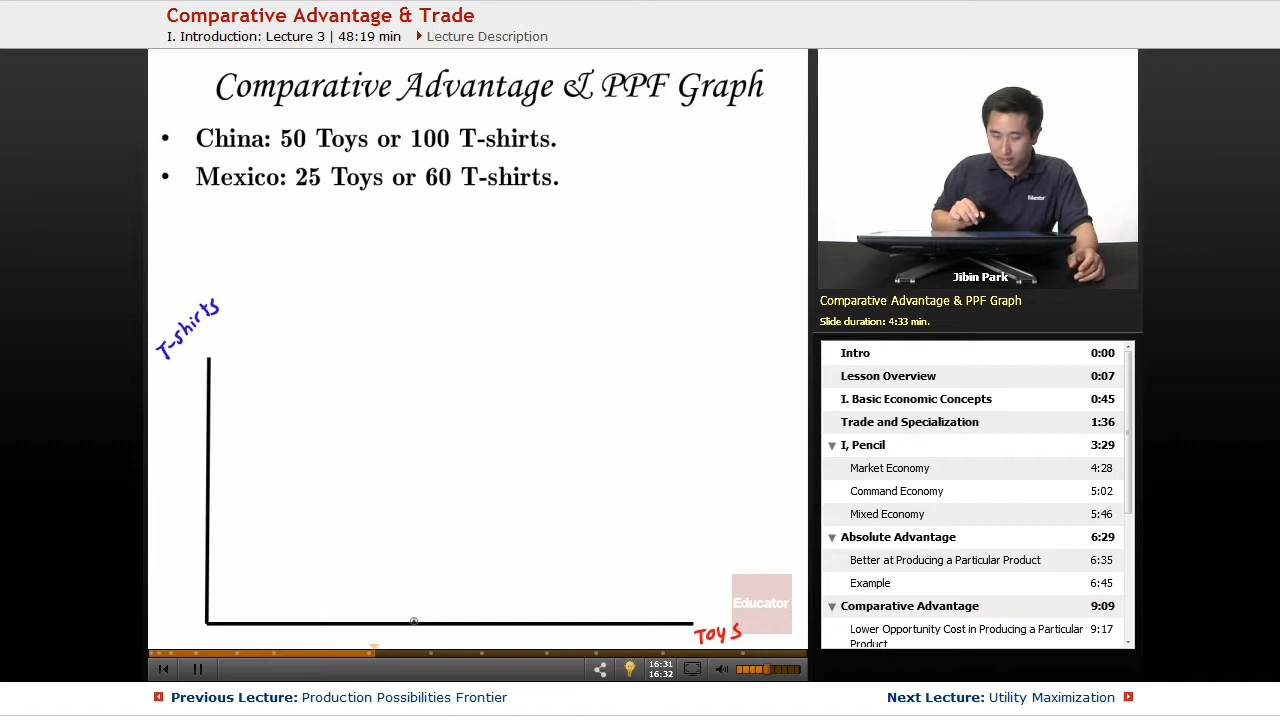 Comparative Advantage & Trade
I. Introduction: Lecture 3 | 48:19 min Lecture Description
Comparative Advantage & PPF Graph
• China: 50 Toys or 100 T-shirts.
• Mexico: 25 Toys or 60 T-shirts.
T-shirts
TOYS
Educator
Educator
Jibin Park
Comparative Advantage & PPF Graph
Slide duration: 4:33 min.
Intro 0:00
Lesson Overview 0:07
I. Basic Economic Concepts 0:45
Trade and Specialization 1:36
I, Pencil 3:29
Market Economy 4:28
Command Economy 5:02
Mixed Economy 5:46
Absolute Advantage 6:29
Better at Producing a Particular Product 6:35
Example 6:45
Comparative Advantage 9:09
Lower Opportunity Cost in Producing a Particular 9:17
Product
16:31
16:32
Previous Lecture: Production Possibilities Frontier
Next Lecture: Utility Maximization